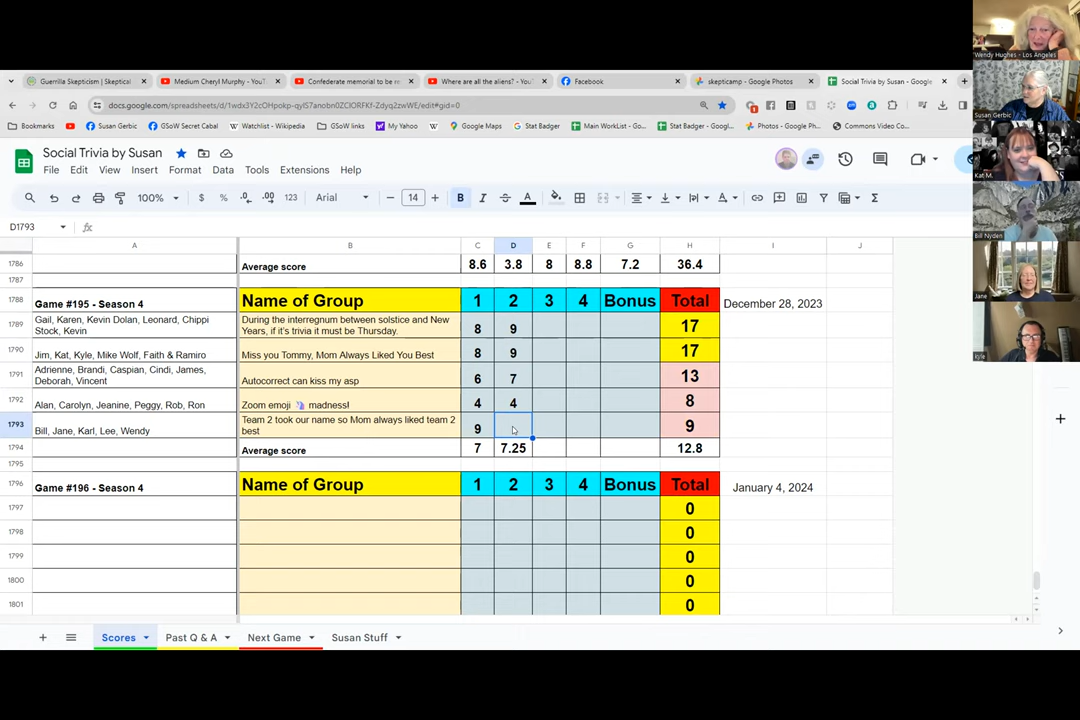 Guerrilla Skepticism | Skeptical
Medium Cheryl Murphy - YouT
Confederate memorial to be re
Where are all the aliens? - You
Facebook
skepticamp - Google Photos
Social Trivia by Susan - Google
Bookmarks
Susan Gerbic
GSoW Secret Cabal
Watchlist - Wikipedia
GSoW links
My Yahoo
Google Maps
Stat Badger
Main WorkList - Go...
Stat Badger - Googl...
Photos - Google Ph...
Commons Video Co...
Social Trivia by Susan
File Edit View Insert Format Data Tools Extensions Help
100% $ % .0 .00 123 Arial - 14 + B I A
D1793 fx
A B C D E F G H I J
1786 Average score 8.6 3.8 8 8.8 7.2 36.4
1787
1788 Game #195 - Season 4 Name of Group 1 2 3 4 Bonus Total December 28, 2023
1789 Gail, Karen, Kevin Dolan, Leonard, Chippi
Stock, Kevin
During the interregnum between solstice and New
Years, if it's trivia it must be Thursday.
8 9 17
1790 Jim, Kat, Kyle, Mike Wolf, Faith & Ramiro Miss you Tommy, Mom Always Liked You Best 8 9 17
1791 Adrienne, Brandi, Caspian, Cindi, James,
Deborah, Vincent
Autocorrect can kiss my asp 6 7 13
1792 Alan, Carolyn, Jeanine, Peggy, Rob, Ron Zoom emoji 🦄 madness! 4 4 8
1793 Bill, Jane, Karl, Lee, Wendy
Team 2 took our name so Mom always liked team 2
best
9 9
1794 Average score 7 7.25 12.8
1795
1796 Game #196 - Season 4 Name of Group 1 2 3 4 Bonus Total January 4, 2024
1797 0
1798 0
1799 0
1800 0
1801 0
Scores
Past Q & A
Next Game
Susan Stuff
Wendy Hughes - Los Angeles
Susan Gerbic
Kat M.
Bill Nyden
Jane
kyle